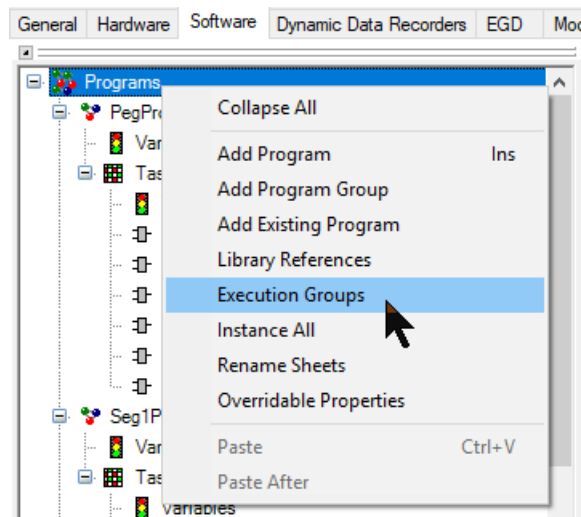 General Hardware Software Dynamic Data Recorders EGD
Programs
Collapse All
Add Program Ins
Add Program Group
Add Existing Program
Library References
Execution Groups
Instance All
Rename Sheets
Overridable Properties
Paste Ctrl+V
Paste After
Variables